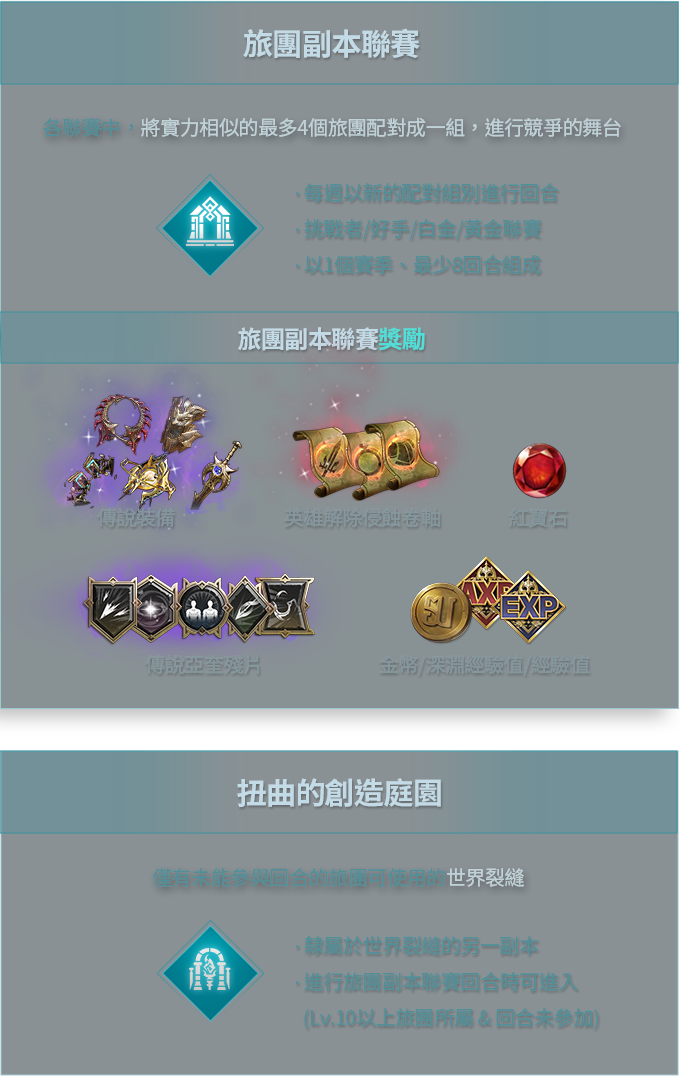 旅團副本聯賽
各聯賽中，將實力相似的最多4個旅團配對成一組，進行競爭的舞台
· 每週以新的配對組別進行回合
· 挑戰者/好手/白金/黃金聯賽
· 以1個賽季、最少8回合組成
旅團副本聯賽獎勵
傳說裝備
英雄解除侵蝕卷軸
紅寶石
AXP
EXP
傳說亞奎殘片
金幣/深淵經驗值/經驗值
扭曲的創造庭園
僅有未能參與回合的旅團可使用的世界裂縫
· 隸屬於世界裂縫的另一副本
· 進行旅團副本聯賽回合時可進入
(Lv.10以上旅團所屬 & 回合未參加)